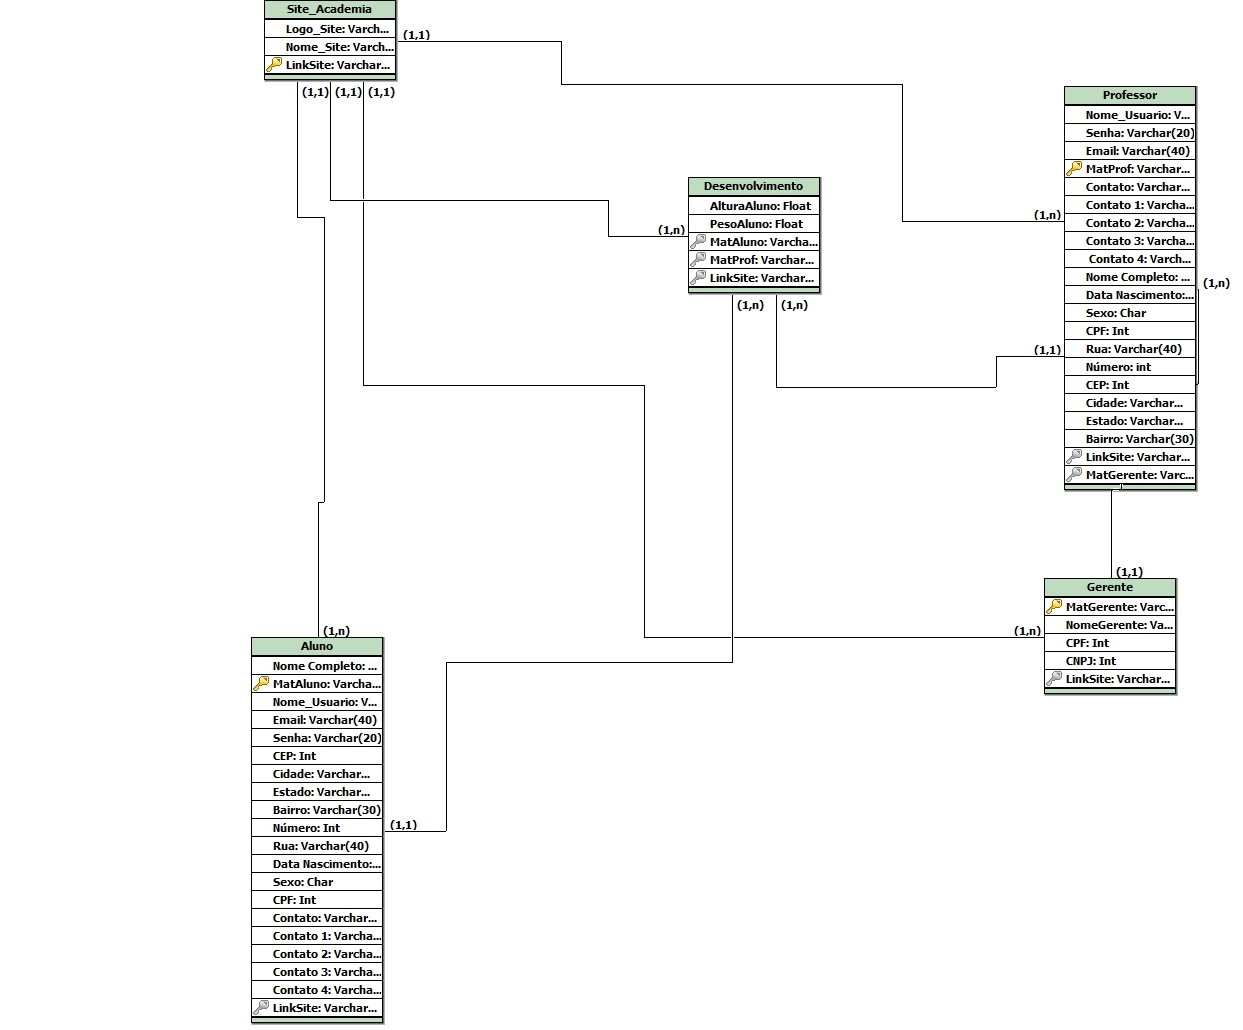 Site_Academia
Logo_Site: Varch...
Nome_Site: Varch...
LinkSite: Varchar...
(1,1)
(1,1)
(1,1)
(1,1)
Professor
Nome_Usuario: V...
Senha: Varchar(20)
Email: Varchar(40)
MatProf: Varchar...
Contato: Varchar...
Contato 1: Varcha...
Contato 2: Varcha...
Contato 3: Varcha...
Contato 4: Varch...
Nome Completo: ...
Data Nascimento:...
Sexo: Char
CPF: Int
Rua: Varchar(40)
Número: int
CEP: Int
Cidade: Varchar...
Estado: Varchar...
Bairro: Varchar(30)
LinkSite: Varchar...
MatGerente: Varc...
(1,n)
(1,n)
(1,1)
Desenvolvimento
AlturaAluno: Float
PesoAluno: Float
MatAluno: Varcha...
MatProf: Varchar...
LinkSite: Varchar...
(1,n)
(1,n)
(1,n)
(1,1)
Gerente
MatGerente: Varc...
NomeGerente: Va...
CPF: Int
CNPJ: Int
LinkSite: Varchar...
(1,n)
(1,n)
Aluno
Nome Completo: ...
MatAluno: Varcha...
Nome_Usuario: V...
Email: Varchar(40)
Senha: Varchar(20)
CEP: Int
Cidade: Varchar...
Estado: Varchar...
Bairro: Varchar(30)
Número: Int
Rua: Varchar(40)
Data Nascimento:...
Sexo: Char
CPF: Int
Contato: Varchar...
Contato 1: Varcha...
Contato 2: Varcha...
Contato 3: Varcha...
Contato 4: Varcha...
LinkSite: Varchar...
(1,1)